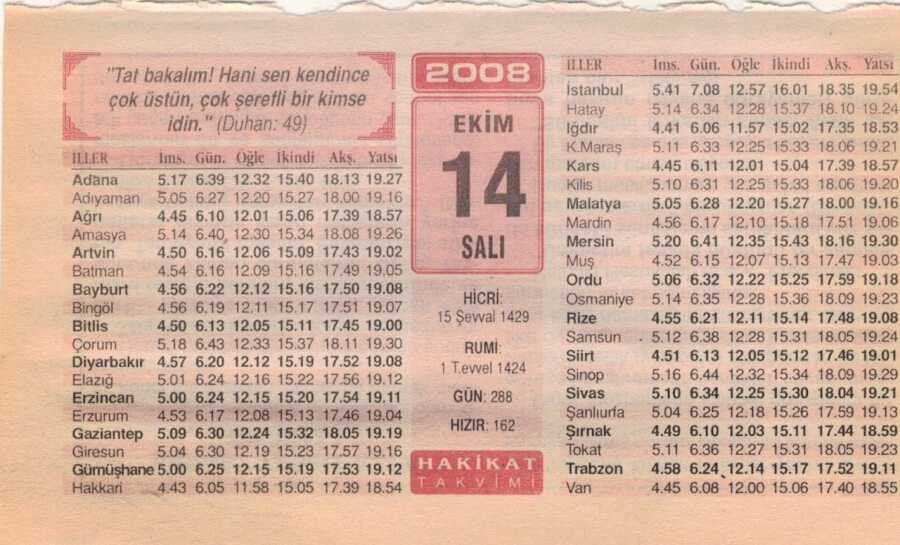 "Tat bakalım! Hani sen kendince
çok üstün, çok şerefli bir kimse
idin." (Duhan: 49)
İLLER İms. Gün. Öğle İkindi Akş. Yatsı
Adana 5.17 6.39 12.32 15.40 18.13 19.27
Adıyaman 5.05 6.27 12.20 15.27 18.00 19.16
Ağrı 4.45 6.10 12.01 15.06 17.39 18.57
Amasya 5.14 6.40 12.30 15.34 18.08 19.26
Artvin 4.50 6.16 12.06 15.09 17.43 19.02
Batman 4.54 6.16 12.09 15.16 17.49 19.05
Bayburt 4.56 6.22 12.12 15.16 17.50 19.08
Bingöl 4.56 6.19 12.11 15.17 17.51 19.07
Bitlis 4.50 6.13 12.05 15.11 17.45 19.00
Çorum 5.18 6.43 12.33 15.37 18.11 19.30
Diyarbakır 4.57 6.20 12.12 15.19 17.52 19.08
Elazığ 5.01 6.24 12.16 15.22 17.56 19.12
Erzincan 5.00 6.24 12.15 15.20 17.54 19.11
Erzurum 4.53 6.17 12.08 15.13 17.46 19.04
Gaziantep 5.09 6.30 12.24 15.32 18.05 19.19
Giresun 5.04 6.30 12.19 15.23 17.57 19.16
Gümüşhane 5.00 6.25 12.15 15.19 17.53 19.12
Hakkari 4.43 6.05 11.58 15.05 17.39 18.54
2008
EKİM
14
SALI
HİCRİ:
15 Şevval 1429
RUMİ:
1 T.evvel 1424
GÜN: 288
HIZIR: 162
HAKİKAT
TAKVİMİ
İLLER İms. Gün. Öğle İkindi Akş. Yatsı
İstanbul 5.41 7.08 12.57 16.01 18.35 19.54
Hatay 5.14 6.34 12.28 15.37 18.10 19.24
Iğdır 4.41 6.06 11.57 15.02 17.35 18.53
K.Maraş 5.11 6.33 12.25 15.33 18.06 19.21
Kars 4.45 6.11 12.01 15.04 17.39 18.57
Kilis 5.10 6.31 12.25 15.33 18.06 19.20
Malatya 5.05 6.28 12.20 15.27 18.00 19.16
Mardin 4.56 6.17 12.10 15.18 17.51 19.06
Mersin 5.20 6.41 12.35 15.43 18.16 19.30
Muş 4.52 6.15 12.07 15.13 17.47 19.03
Ordu 5.06 6.32 12.22 15.25 17.59 19.18
Osmaniye 5.14 6.35 12.28 15.36 18.09 19.23
Rize 4.55 6.21 12.11 15.14 17.48 19.08
Samsun 5.12 6.38 12.28 15.31 18.05 19.24
Siirt 4.51 6.13 12.05 15.12 17.46 19.01
Sinop 5.16 6.44 12.32 15.34 18.09 19.29
Sivas 5.10 6.34 12.25 15.30 18.04 19.21
Şanlıurfa 5.04 6.25 12.18 15.26 17.59 19.13
Şırnak 4.49 6.10 12.03 15.11 17.44 18.59
Tokat 5.11 6.36 12.27 15.31 18.05 19.23
Trabzon 4.58 6.24 12.14 15.17 17.52 19.11
Van 4.45 6.08 12.00 15.06 17.40 18.55